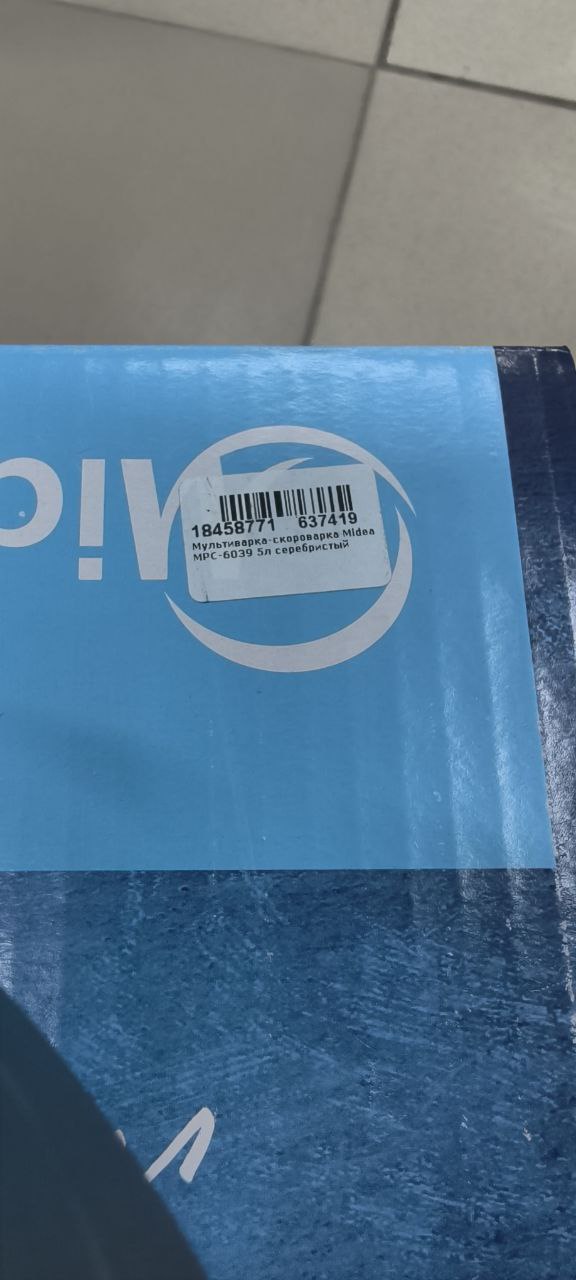 18458771 637419
Мультиварка-скороварка Midea
MPC-6039 5л серебристый